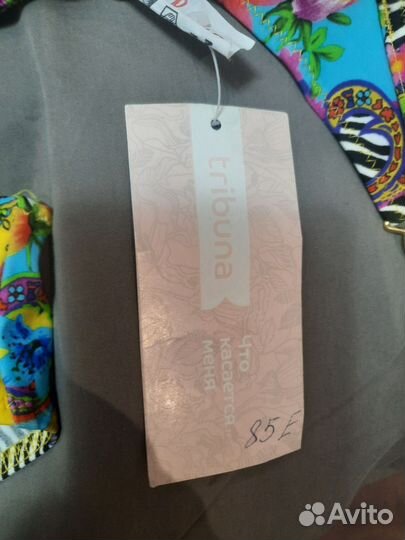 tribuna
Что
касается
меня
85E
Avito